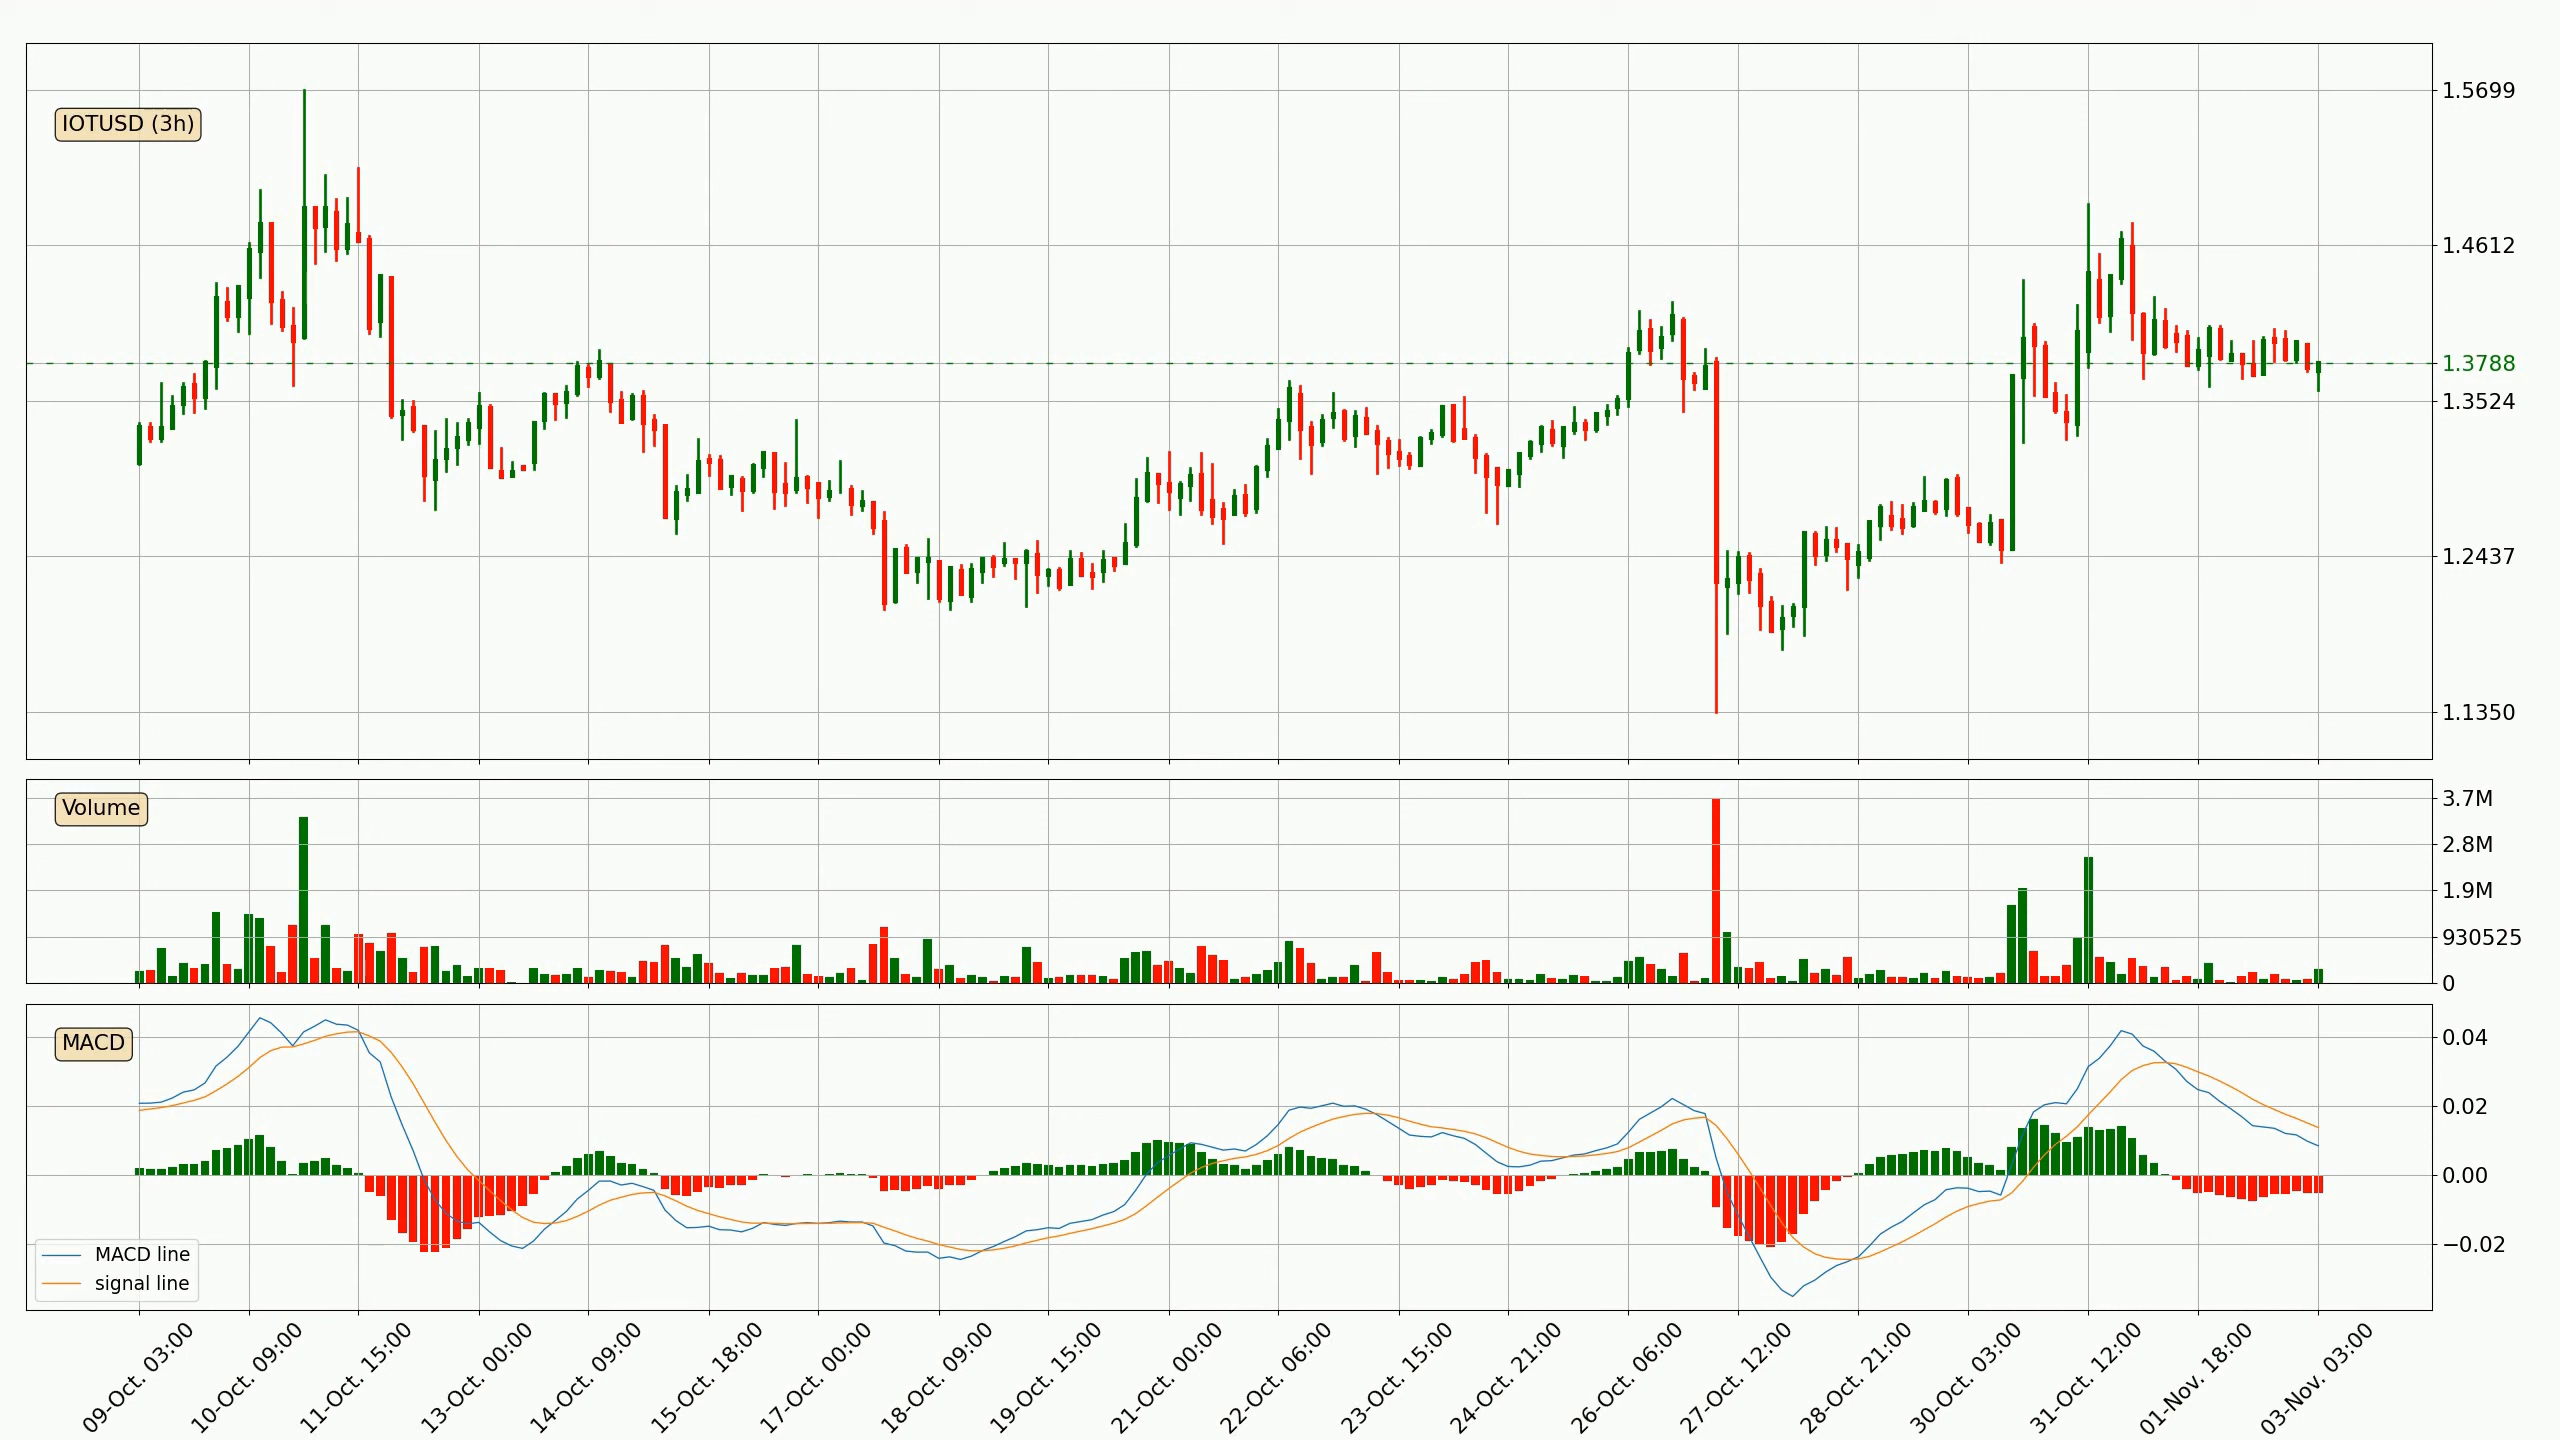 IOTUSD (3h)
1.5699
1.4612
1.3788
1.3524
1.2437
1.1350
Volume
3.7M
2.8M
1.9M
930525
0
MACD
0.04
0.02
0.00
−0.02
MACD line
signal line
09-Oct. 03:00
10-Oct. 09:00
11-Oct. 15:00
13-Oct. 00:00
14-Oct. 09:00
15-Oct. 18:00
17-Oct. 00:00
18-Oct. 09:00
19-Oct. 15:00
21-Oct. 00:00
22-Oct. 06:00
23-Oct. 15:00
24-Oct. 21:00
26-Oct. 06:00
27-Oct. 12:00
28-Oct. 21:00
30-Oct. 03:00
31-Oct. 12:00
01-Nov. 18:00
03-Nov. 03:00